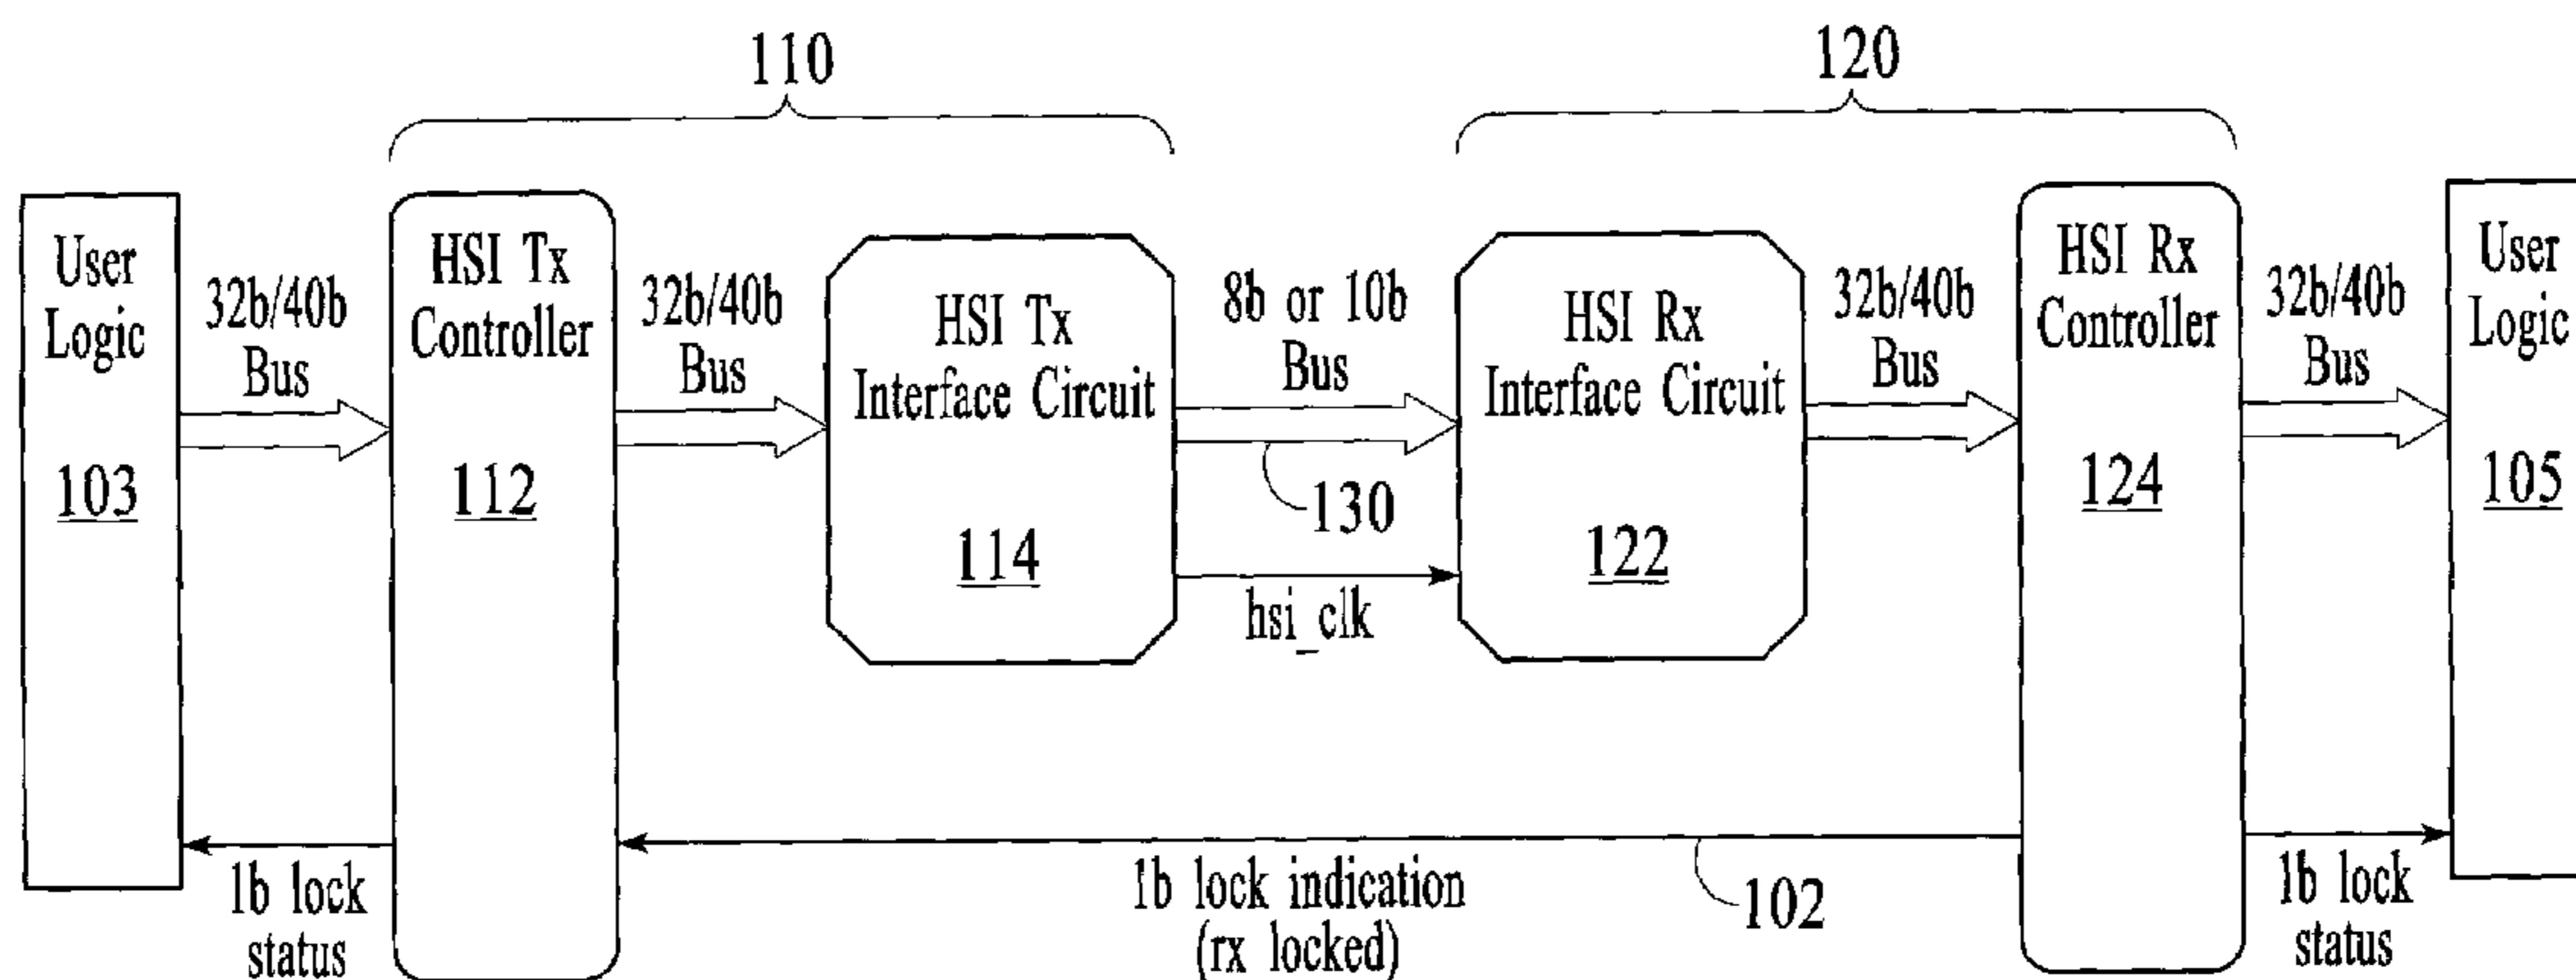 110
120
User
Logic
103
32b/40b
Bus
HSI Tx
Controller
112
32b/40b
Bus
HSI Tx
Interface Circuit
114
8b or 10b
Bus
130
hsi_clk
HSI Rx
Interface Circuit
122
32b/40b
Bus
HSI Rx
Controller
124
32b/40b
Bus
User
Logic
105
1b lock
status
1b lock indication
(rx locked)
102
1b lock
status